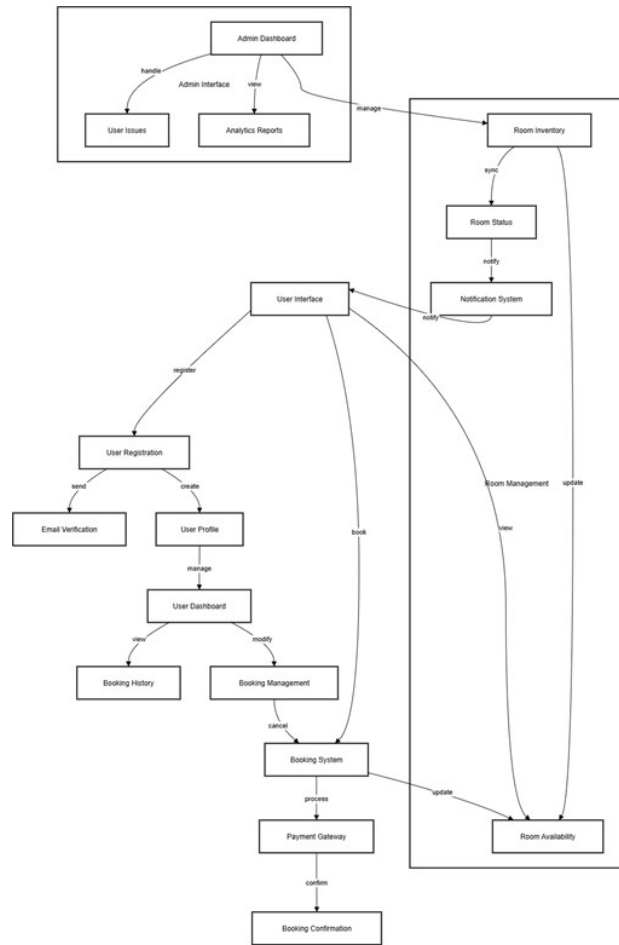 Admin Dashboard
handle
Admin Interface
view
manage
User Issues
Analytics Reports
Room Inventory
sync
Room Status
notify
User Interface
Notification System
notify
register
User Registration
Room Management
update
send
create
Email Verification
User Profile
book
view
manage
User Dashboard
view
modify
Booking History
Booking Management
cancel
Booking System
process
update
Payment Gateway
Room Availability
confirm
Booking Confirmation